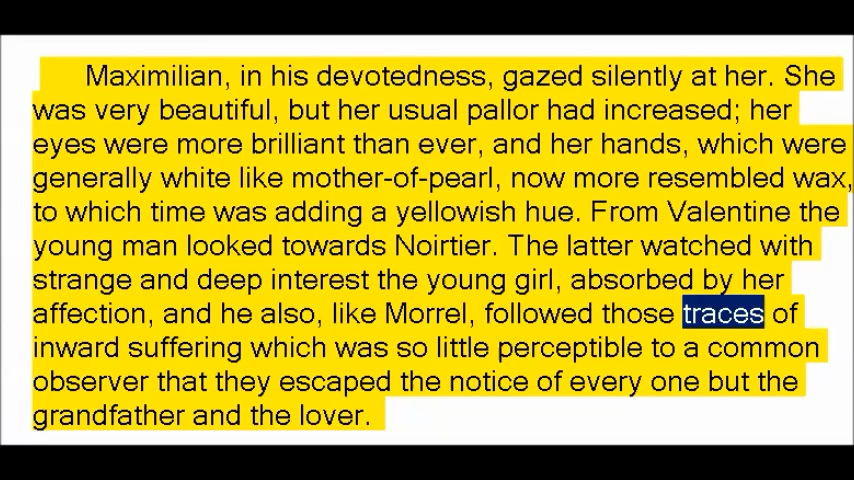 Maximilian, in his devotedness, gazed silently at her. She
was very beautiful, but her usual pallor had increased; her
eyes were more brilliant than ever, and her hands, which were
generally white like mother-of-pearl, now more resembled wax,
to which time was adding a yellowish hue. From Valentine the
young man looked towards Noirtier. The latter watched with
strange and deep interest the young girl, absorbed by her
affection, and he also, like Morrel, followed those traces of
inward suffering which was so little perceptible to a common
observer that they escaped the notice of every one but the
grandfather and the lover.